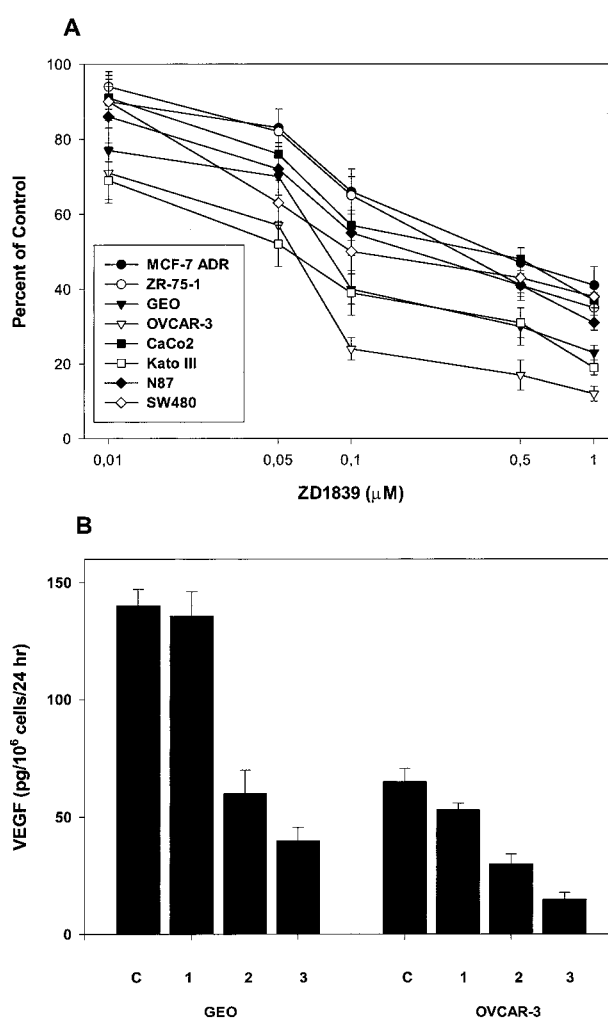 A
100
80
60
40
20
0
Percent of Control
MCF-7 ADR
ZR-75-1
GEO
OVCAR-3
CaCo2
Kato III
N87
SW480
0,01 0,05 0,1 0,5 1
ZD1839 (μM)
B
150
100
50
0
VEGF (pg/10⁶ cells/24 hr)
C 1 2 3 C 1 2 3
GEO OVCAR-3